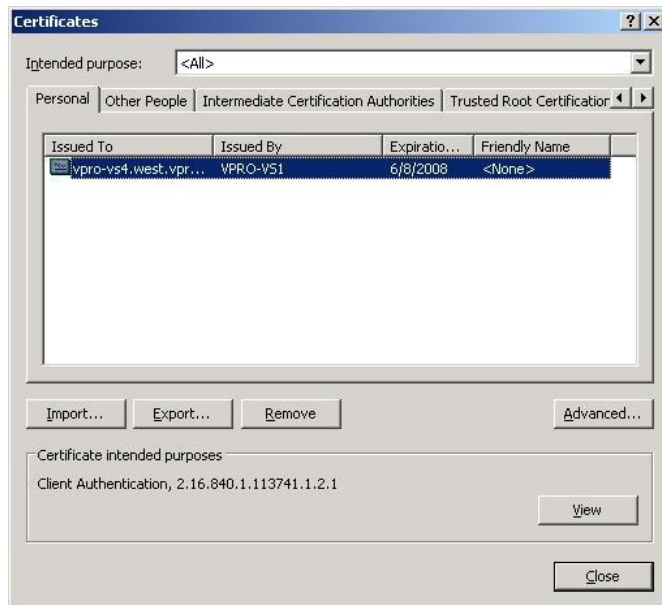 Certificates
Intended purpose: <All>
Personal Other People Intermediate Certification Authorities Trusted Root Certification
Issued To Issued By Expiratio... Friendly Name
vpro-vs4.west.vpr... VPRO-VS1 6/8/2008 <None>
Import... Export... Remove Advanced...
Certificate intended purposes
Client Authentication, 2.16.840.1.113741.1.2.1
View
Close